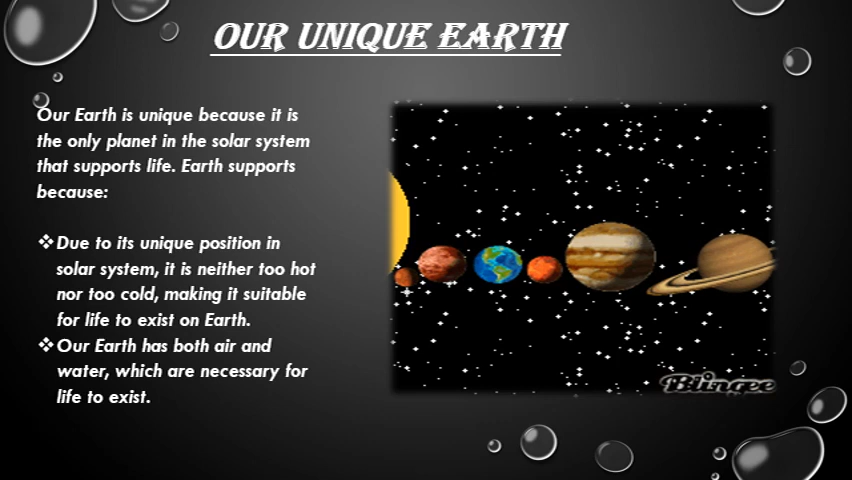 OUR UNIQUE EARTH
Our Earth is unique because it is
the only planet in the solar system
that supports life. Earth supports
because:
❖Due to its unique position in
solar system, it is neither too hot
nor too cold, making it suitable
for life to exist on Earth.
❖Our Earth has both air and
water, which are necessary for
life to exist.
Blingee